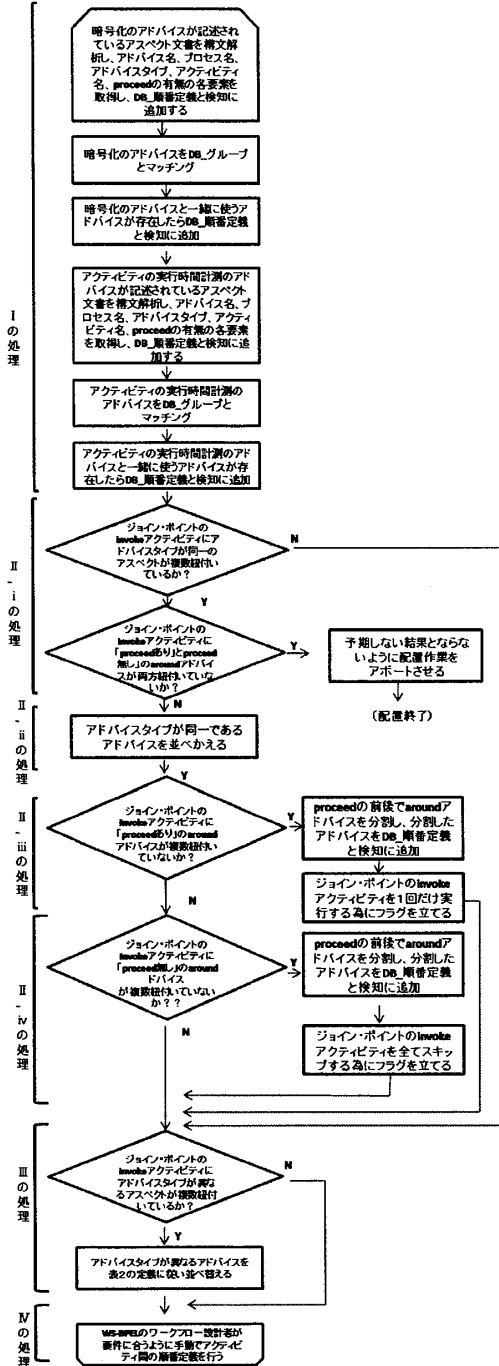 暗号化のアドバイスが記述され
ているアスペクト文書を構文解
析し、アドバイス名、プロセス名、
アドバイスタイプ、アクティビティ
名、proceedの有無の各要素を
取得し、DB_順番定義と検知に
追加する
暗号化のアドバイスをDB_グループ
とマッチング
暗号化のアドバイスと一緒に使うア
ドバイスが存在したらDB_順番定義
と検知に追加
アクティビティの実行時間計測のアド
バイスが記述されているアスペクト
文書を構文解析し、アドバイス名、プ
ロセス名、アドバイスタイプ、アクティ
ビティ名、proceedの有無の各要素
を取得し、DB_順番定義と検知に追
加する
アクティビティの実行時間計測の
アドバイスをDB_グループと
マッチング
アクティビティの実行時間計測のアド
バイスと一緒に使うアドバイスが存
在したらDB_順番定義と検知に追加
Ⅰの処理
ジョイン・ポイントの
invokeアクティビティにア
ドバイスタイプが同一の
アスペクトが複数紐付い
ているか？
N
Y
ジョイン・ポイントの
invokeアクティビティに
「proceedあり」とproceed
無し」のaroundアドバイ
スが両方紐付いていな
いか？
Y
予期しない結果とならな
いように配置作業を
アボートさせる
(配置終了)
N
Ⅱ-ⅰの処理
アドバイスタイプが同一である
アドバイスを並べかえる
Ⅱ-ⅱの処理
Y
ジョイン・ポイントの
invokeアクティビティに
「proceedあり」のaround
アドバイスが複数紐付い
ていないか？
Y
proceedの前後でaroundア
ドバイスを分割し、分割した
アドバイスをDB_順番定義
と検知に追加
ジョイン・ポイントのinvoke
アクティビティを1回だけ実
行する為にフラグを立てる
N
Ⅱ-ⅲの処理
ジョイン・ポイントの
invokeアクティビティに
「proceed無し」のaroundア
ドバイス
が複数紐付いていない
か？？
Y
proceedの前後でaroundア
ドバイスを分割し、分割した
アドバイスをDB_順番定義
と検知に追加
ジョイン・ポイントのinvoke
アクティビティを全てスキッ
プする為にフラグを立てる
N
Ⅱ-ⅳの処理
ジョイン・ポイントの
invokeアクティビティに
アドバイスタイプが異な
るアスペクトが複数紐付
いているか？
N
Y
アドバイスタイプが異なるアドバイスを
表2の定義に従い並べ替える
Ⅲの処理
WS-BPELのワークフロー設計者が
要件に合うように手動でアクティビ
ティ間の順番定義を行う
Ⅳの処理